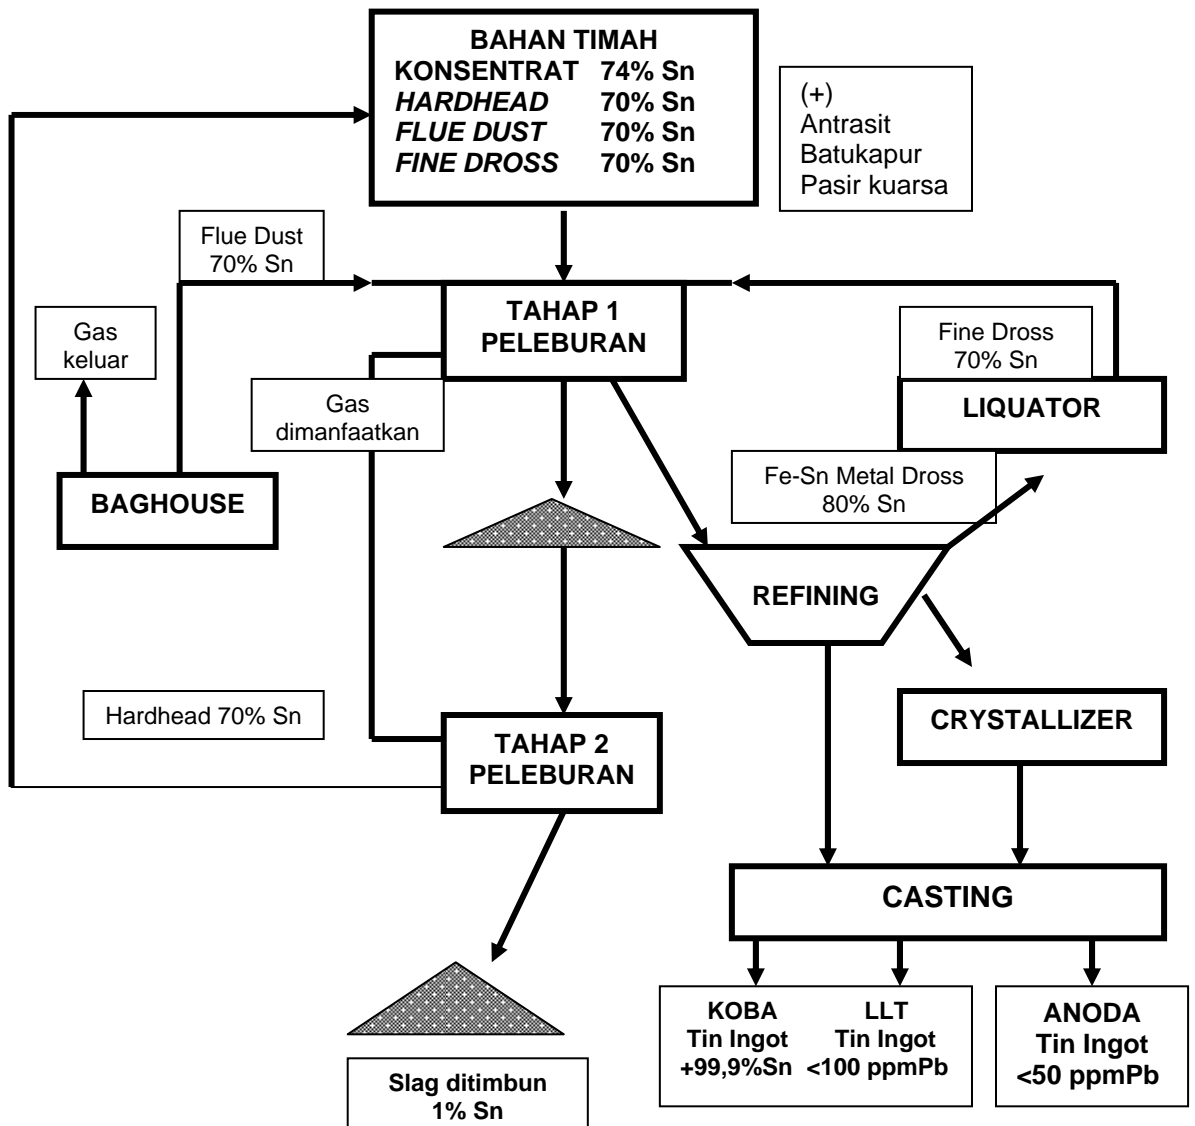 BAHAN TIMAH
KONSENTRAT 74% Sn
HARDHEAD 70% Sn
FLUE DUST 70% Sn
FINE DROSS 70% Sn
(+)
Antrasit
Batukapur
Pasir kuarsa
Flue Dust
70% Sn
Gas
keluar
TAHAP 1
PELEBURAN
Fine Dross
70% Sn
LIQUATOR
Gas
dimanfaatkan
BAGHOUSE
Fe-Sn Metal Dross
80% Sn
REFINING
Hardhead 70% Sn
TAHAP 2
PELEBURAN
CRYSTALLIZER
CASTING
KOBA
Tin Ingot
+99,9%Sn
LLT
Tin Ingot
<100 ppmPb
ANODA
Tin Ingot
<50 ppmPb
Slag ditimbun
1% Sn